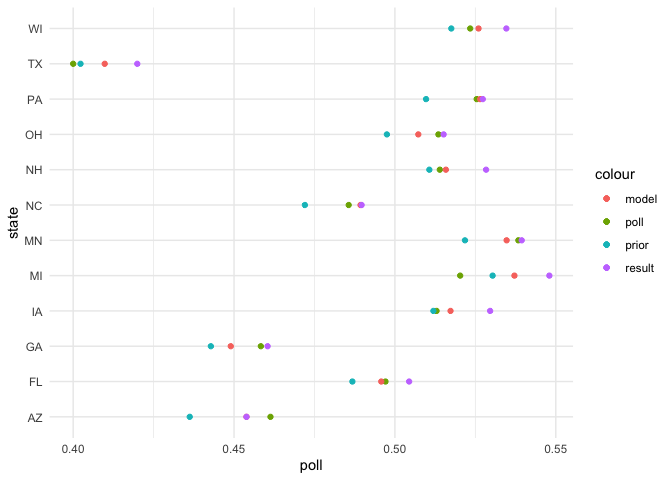 WI
TX
PA
OH
NH
NC
MN
MI
IA
GA
FL
AZ
state
0.40 0.45 0.50 0.55
poll
colour
model
poll
prior
result